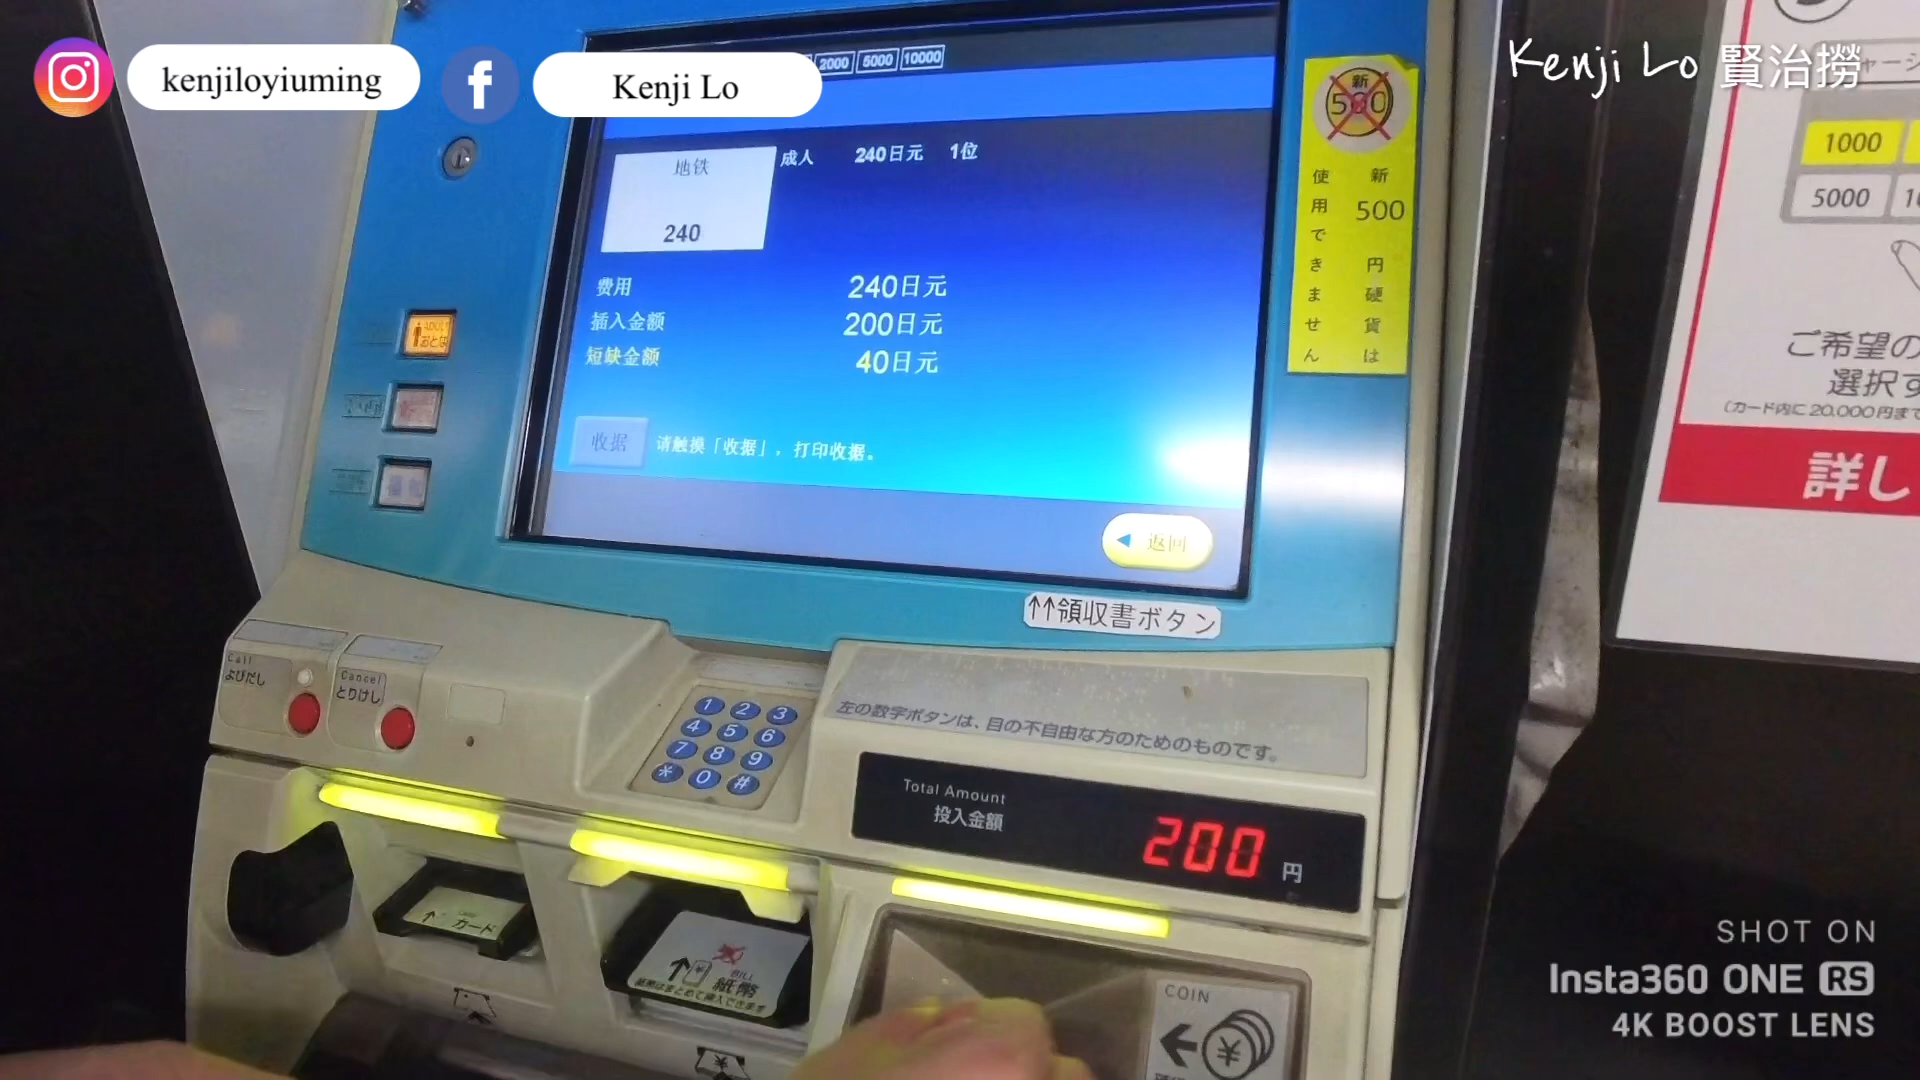 kenjiloyiuming
Kenji Lo
Kenji Lo 賢治撈
2000 5000 10000
地铁
240
成人 240日元 1位
费用 240日元
插入金额 200日元
短缺金额 40日元
收据 请触摸「收据」，打印收据。
返回
新
500
新500円硬貨は
使用できません
↑↑領収書ボタン
ADULT
おとな
Call
よびだし
Cancel
とりけし
1 2 3
4 5 6
7 8 9
* 0 #
左の数字ボタンは、目の不自由な方のためのものです。
Total Amount
投入金額
200 円
カード
紙幣
COIN
1000
5000
ご希望の
選択す
(カード内に20,000円まで
詳し
SHOT ON
Insta360 ONE RS
4K BOOST LENS